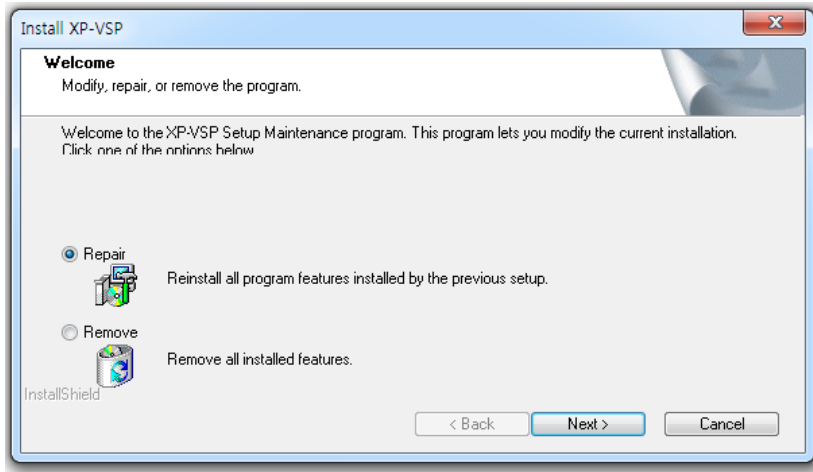 Install XP-VSP
Welcome
Modify, repair, or remove the program.
Welcome to the XP-VSP Setup Maintenance program. This program lets you modify the current installation.
Click one of the options below
Repair
Reinstall all program features installed by the previous setup.
Remove
Remove all installed features.
InstallShield
< Back
Next >
Cancel